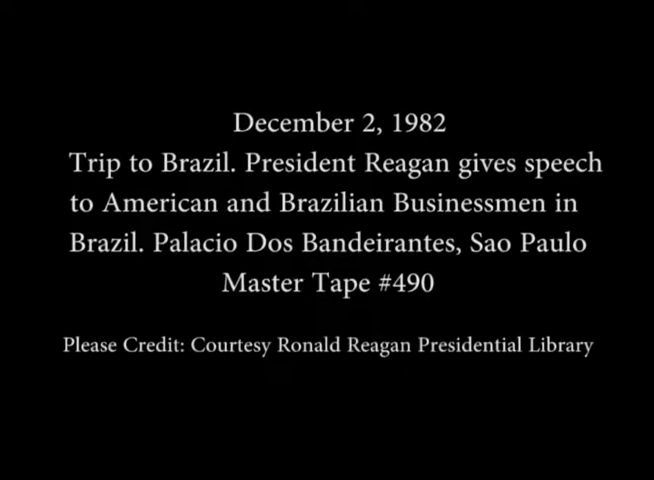 December 2, 1982
Trip to Brazil. President Reagan gives speech
to American and Brazilian Businessmen in
Brazil. Palacio Dos Bandeirantes, Sao Paulo
Master Tape #490
Please Credit: Courtesy Ronald Reagan Presidential Library